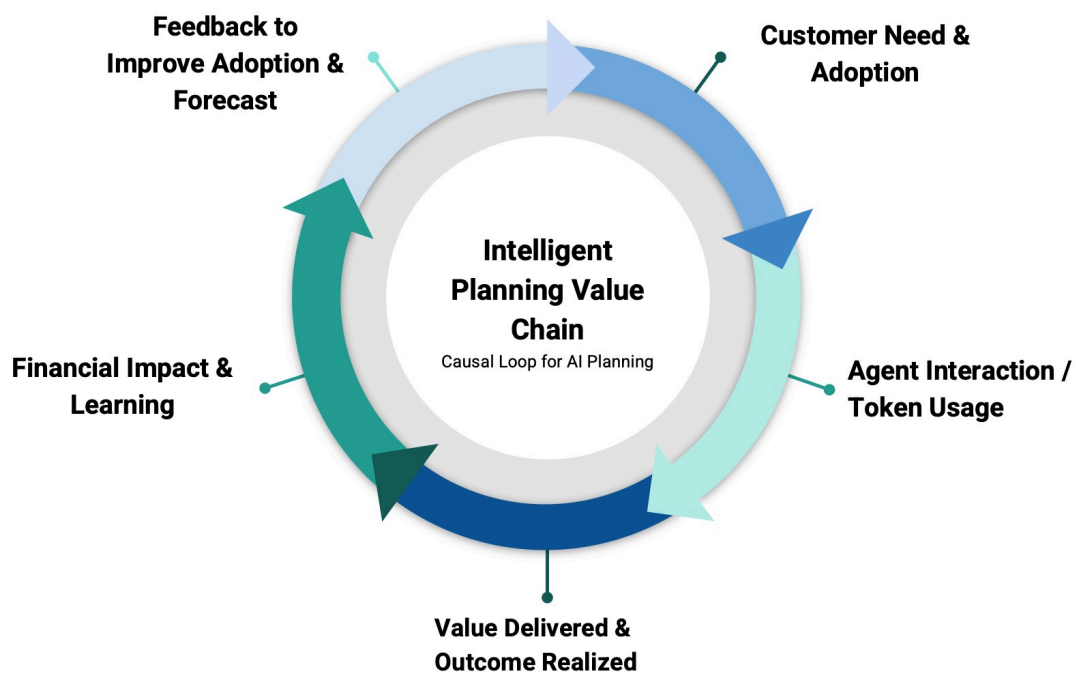 Feedback to
Improve Adoption &
Forecast
Customer Need &
Adoption
Intelligent
Planning Value
Chain
Causal Loop for AI Planning
Financial Impact &
Learning
Agent Interaction /
Token Usage
Value Delivered &
Outcome Realized